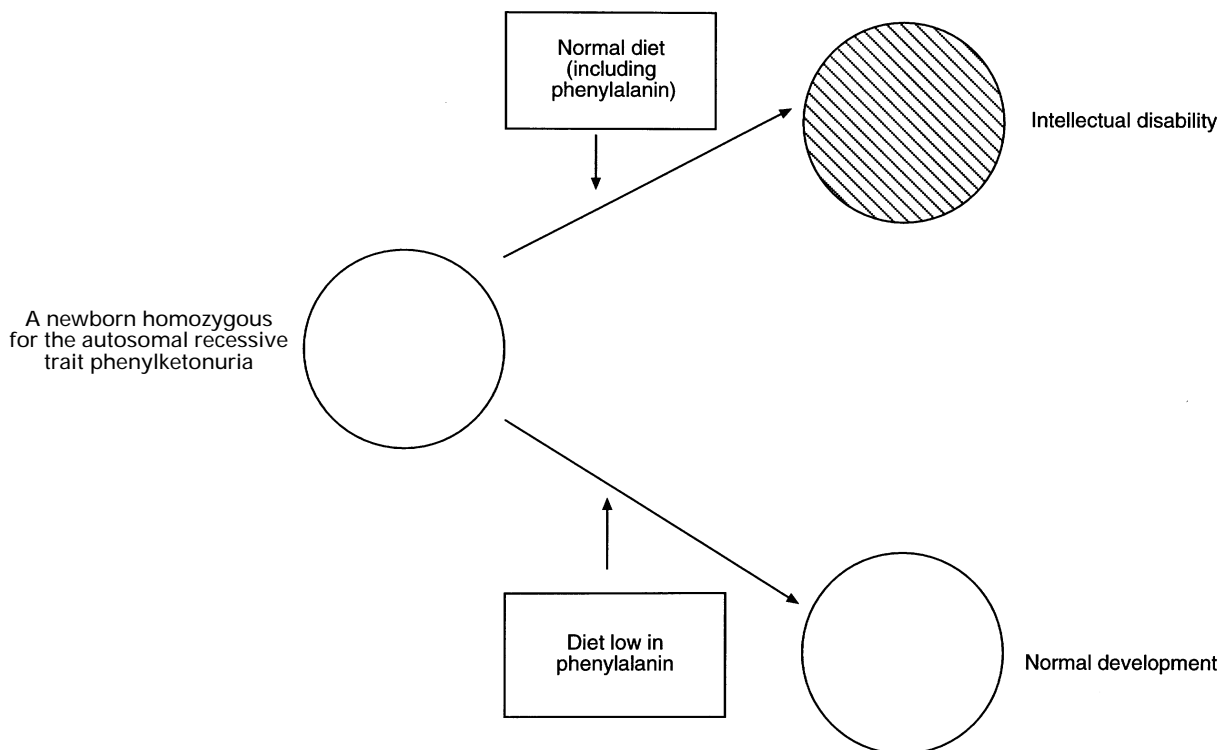 Normal diet
(including
phenylalanin)
Intellectual disability
A newborn homozygous
for the autosomal recessive
trait phenylketonuria
Diet low in
phenylalanin
Normal development